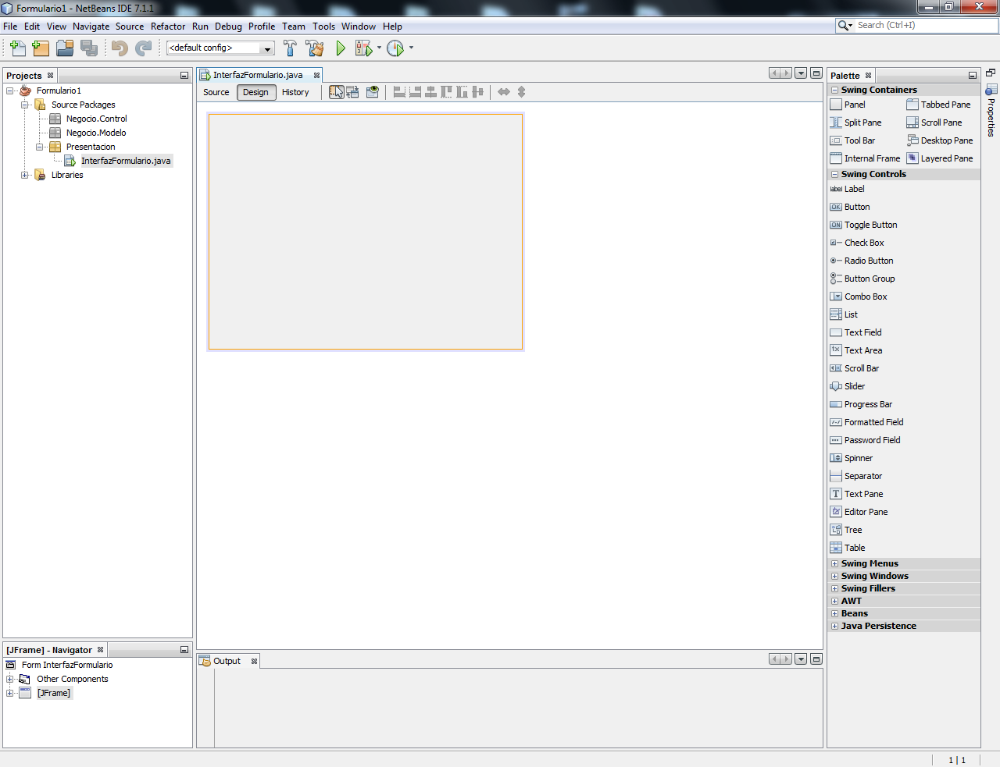 Formulario1 - NetBeans IDE 7.1.1
File Edit View Navigate Source Refactor Run Debug Profile Team Tools Window Help
Search (Ctrl+I)
<default config>
Projects
Formulario1
Source Packages
Negocio.Control
Negocio.Modelo
Presentacion
InterfazFormulario.java
Libraries
[JFrame] - Navigator
Form InterfazFormulario
Other Components
[JFrame]
InterfazFormulario.java
Source Design History
Output
Palette
Swing Containers
Panel Tabbed Pane
Split Pane Scroll Pane
Tool Bar Desktop Pane
Internal Frame Layered Pane
Swing Controls
label Label
OK Button
ON Toggle Button
Check Box
Radio Button
Button Group
Combo Box
List
Text Field
tx Text Area
Scroll Bar
Slider
Progress Bar
Formatted Field
Password Field
Spinner
Separator
T Text Pane
tx Editor Pane
Tree
Table
Swing Menus
Swing Windows
Swing Fillers
AWT
Beans
Java Persistence
Properties
1 | 1